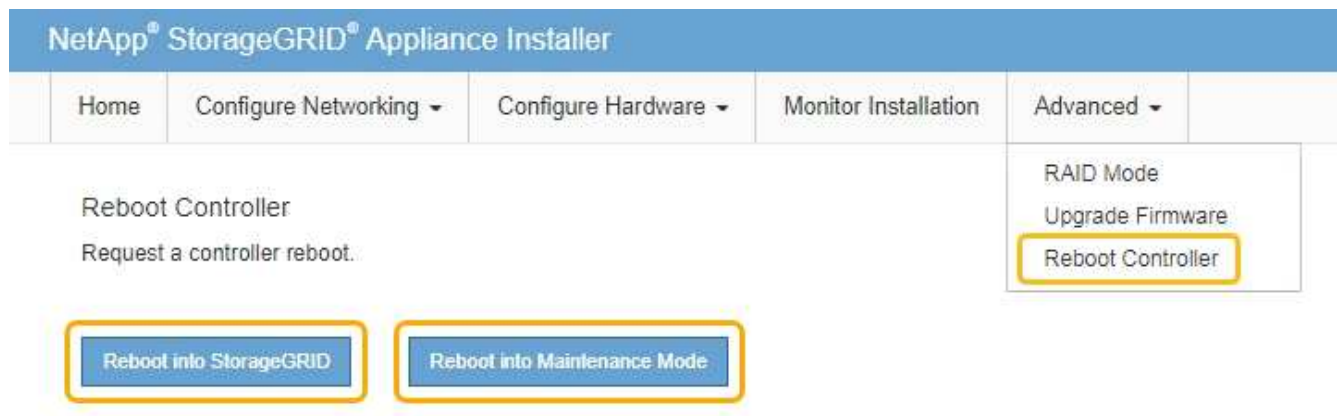 NetApp® StorageGRID® Appliance Installer
Home Configure Networking Configure Hardware Monitor Installation Advanced
RAID Mode
Upgrade Firmware
Reboot Controller
Reboot Controller
Request a controller reboot.
Reboot into StorageGRID Reboot into Maintenance Mode